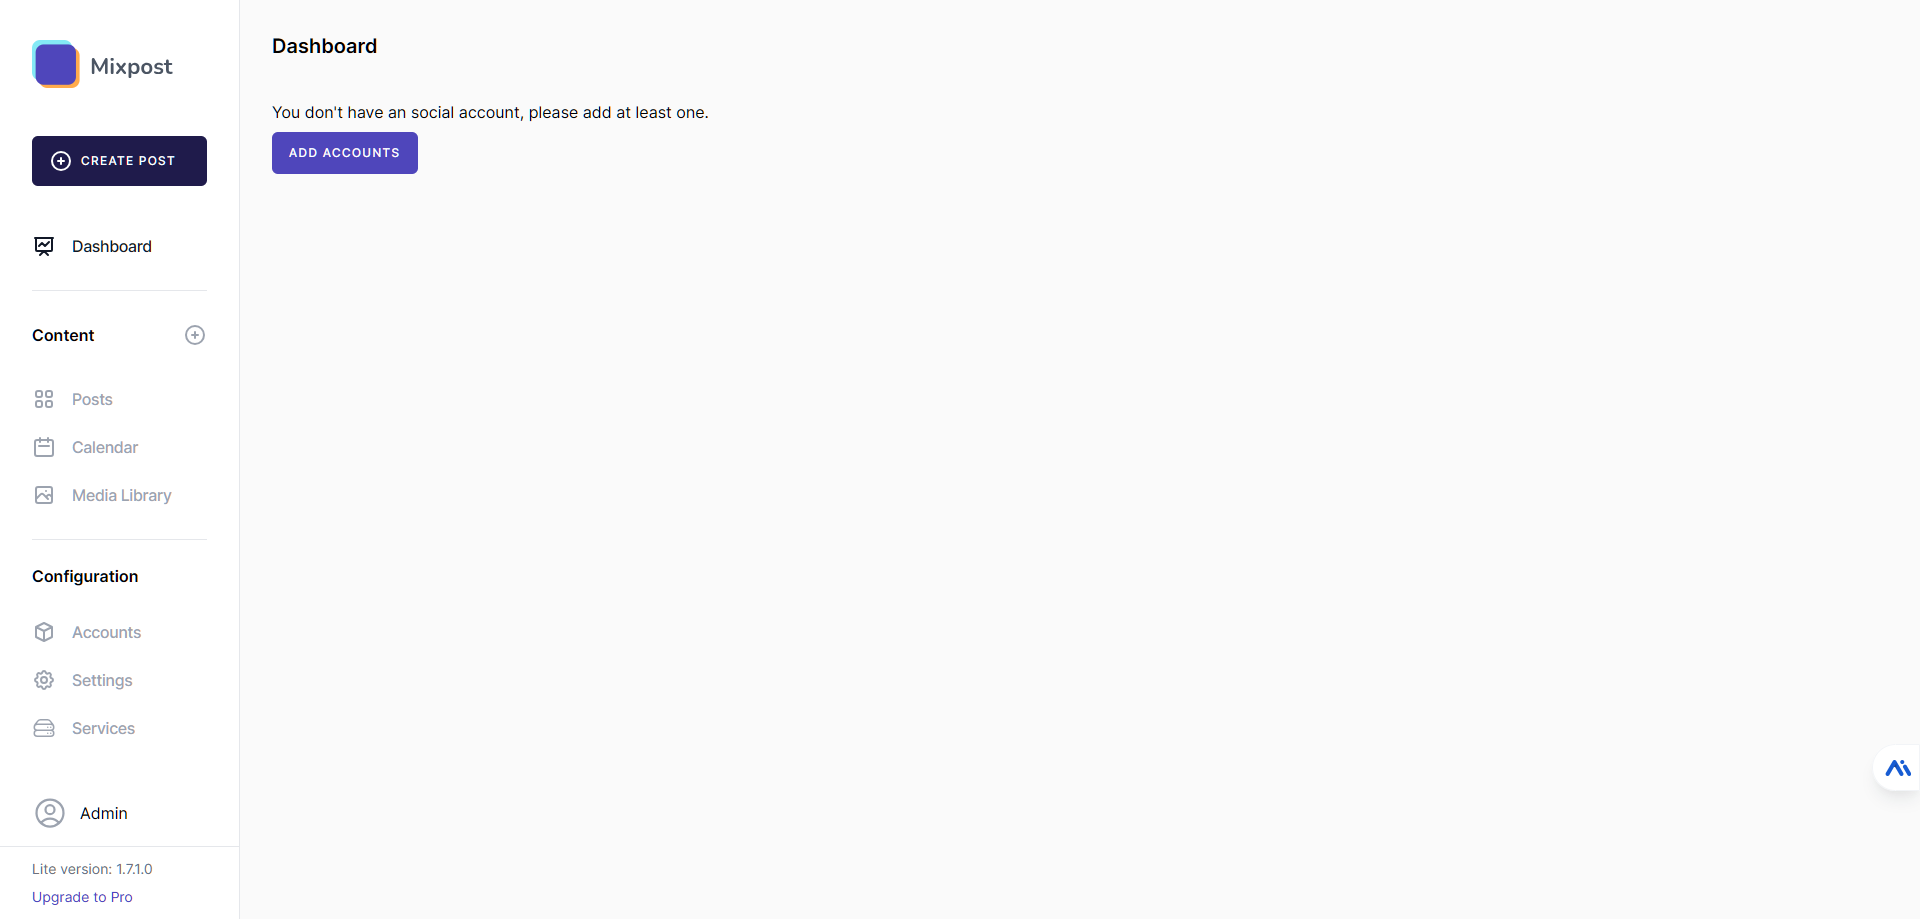 Mixpost
CREATE POST
Dashboard
Content
Posts
Calendar
Media Library
Configuration
Accounts
Settings
Services
Admin
Lite version: 1.7.1.0
Upgrade to Pro
Dashboard
You don't have an social account, please add at least one.
ADD ACCOUNTS